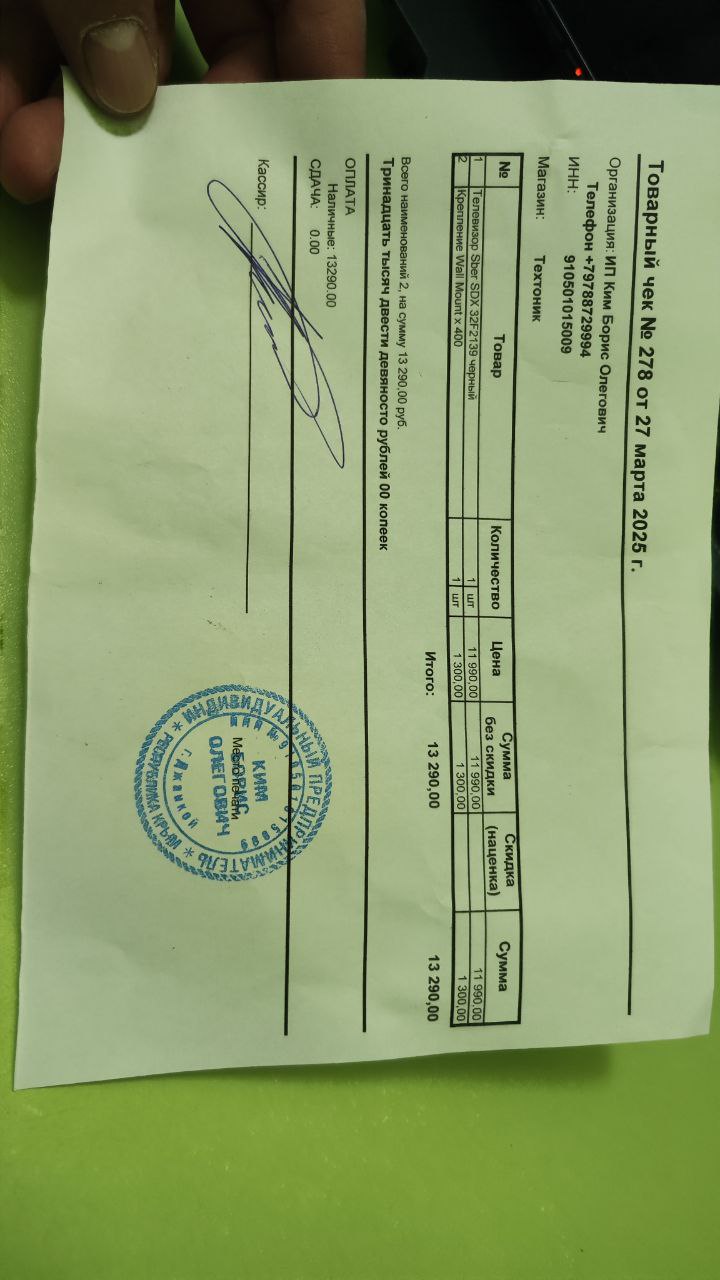 Товарный чек № 278 от 27 марта 2025 г.
Организация: ИП Ким Борис Олегович
Телефон +79788729994
ИНН: 910501015009
Магазин: Техтоник
№ Товар Количество Цена Сумма без скидки Скидка (наценка) Сумма
1 Телевизор Sber SDX 32F2139 черный 1 шт 11 990,00 11 990,00 11 990,00
2 Крепление Wall Mount x 400 1 шт 1 300,00 1 300,00 1 300,00
Итого: 13 290,00 13 290,00
Всего наименований 2, на сумму 13 290,00 руб.
Тринадцать тысяч двести девяносто рублей 00 копеек
ОПЛАТА
Наличные: 13290.00
СДАЧА: 0.00
Кассир:
Место печати
ИНДИВИДУАЛЬНЫЙ ПРЕДПРИНИМАТЕЛЬ
РЕСПУБЛИКА КРЫМ
г. Джанкой
КИМ
БОРИС
ОЛЕГОВИЧ